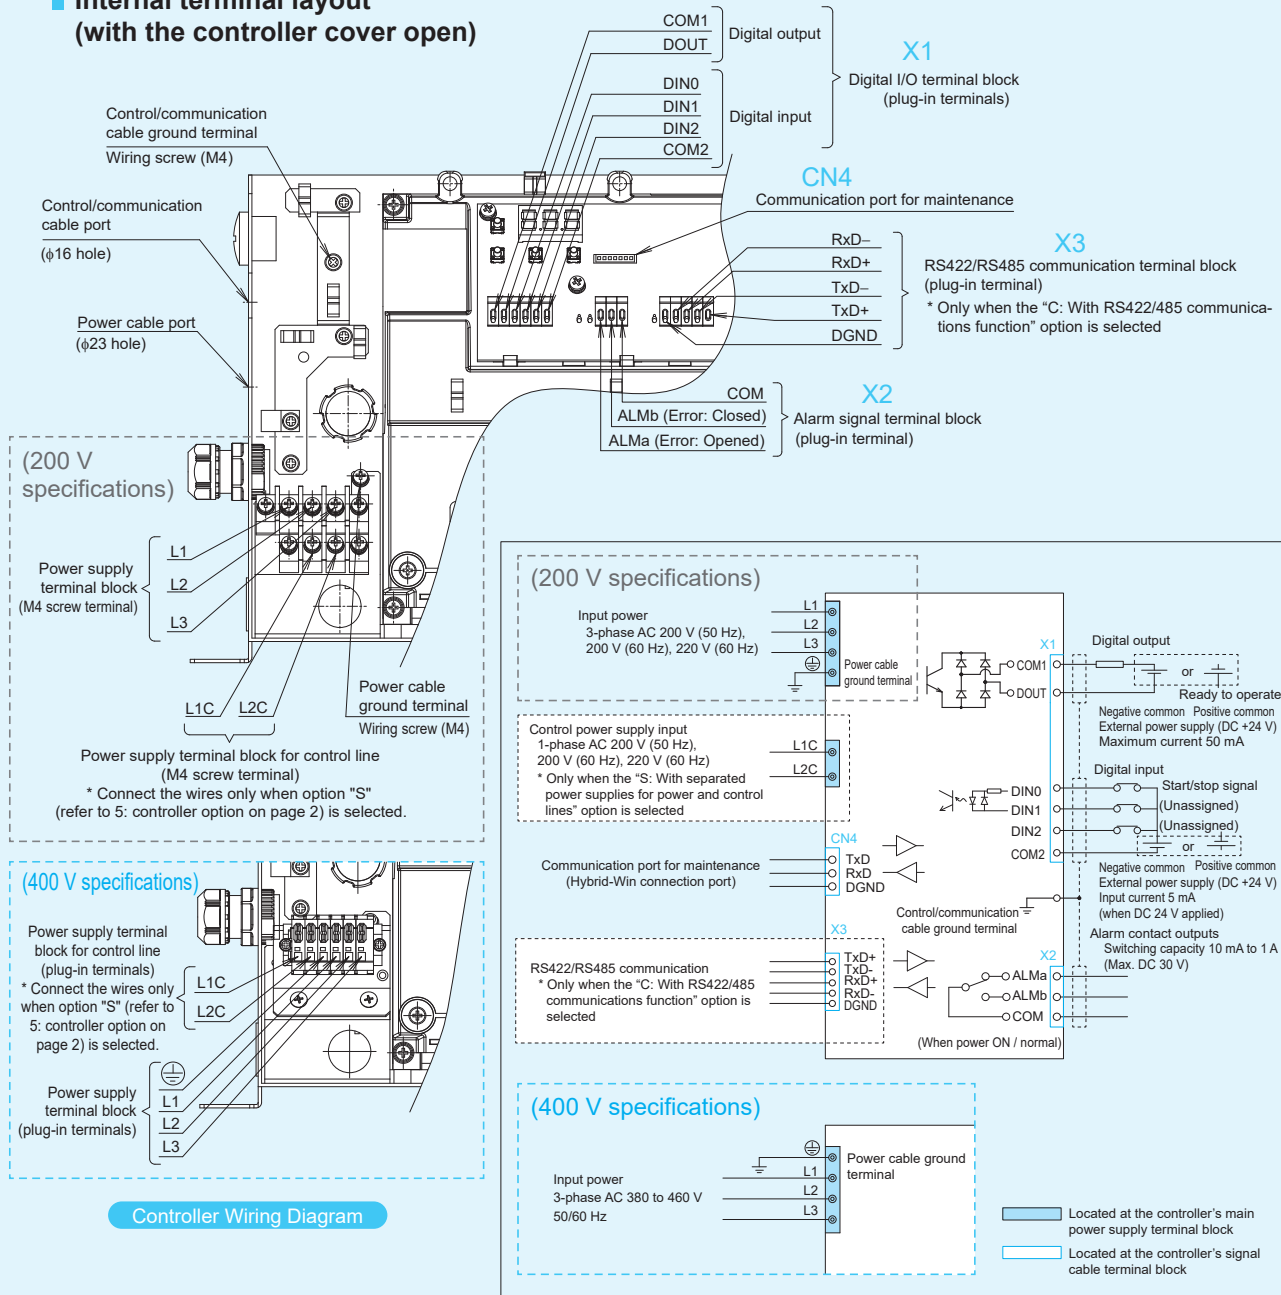 Internal terminal layout
(with the controller cover open)
COM1
DOUT
Digital output
DIN0
DIN1
DIN2
COM2
Digital input
X1
Digital I/O terminal block
(plug-in terminals)
Control/communication
cable ground terminal
Wiring screw (M4)
Control/communication
cable port
(ϕ16 hole)
Power cable port
(ϕ23 hole)
CN4
Communication port for maintenance
RxD–
RxD+
TxD–
TxD+
DGND
X3
RS422/RS485 communication terminal block
(plug-in terminal)
* Only when the “C: With RS422/485 communica-
tions function” option is selected
COM
ALMb (Error: Closed)
ALMa (Error: Opened)
X2
Alarm signal terminal block
(plug-in terminal)
(200 V
specifications)
Power supply
terminal block
(M4 screw terminal)
L1
L2
L3
L1C
L2C
Power cable
ground terminal
Wiring screw (M4)
Power supply terminal block for control line
(M4 screw terminal)
* Connect the wires only when option "S"
(refer to 5: controller option on page 2) is selected.
(400 V specifications)
Power supply terminal
block for control line
(plug-in terminals)
* Connect the wires only
when option "S" (refer to
5: controller option on
page 2) is selected.
L1C
L2C
Power supply
terminal block
(plug-in terminals)
L1
L2
L3
Controller Wiring Diagram
(200 V specifications)
Input power
3-phase AC 200 V (50 Hz),
200 V (60 Hz), 220 V (60 Hz)
L1
L2
L3
Power cable
ground terminal
Control power supply input
1-phase AC 200 V (50 Hz),
200 V (60 Hz), 220 V (60 Hz)
* Only when the “S: With separated
power supplies for power and control
lines” option is selected
L1C
L2C
CN4
Communication port for maintenance
(Hybrid-Win connection port)
TxD
RxD
DGND
X3
RS422/RS485 communication
* Only when the “C: With RS422/485
communications function” option is
selected
TxD+
TxD-
RxD+
RxD-
DGND
X1
COM1
DOUT
Digital output
or
Ready to operate
Negative common Positive common
External power supply (DC +24 V)
Maximum current 50 mA
Digital input
DIN0
DIN1
DIN2
COM2
Start/stop signal
(Unassigned)
(Unassigned)
or
Negative common Positive common
External power supply (DC +24 V)
Input current 5 mA
(when DC 24 V applied)
Control/communication
cable ground terminal
Alarm contact outputs
Switching capacity 10 mA to 1 A
(Max. DC 30 V)
X2
ALMa
ALMb
COM
(When power ON / normal)
(400 V specifications)
Input power
3-phase AC 380 to 460 V
50/60 Hz
L1
L2
L3
Power cable ground
terminal
Located at the controller’s main
power supply terminal block
Located at the controller’s signal
cable terminal block